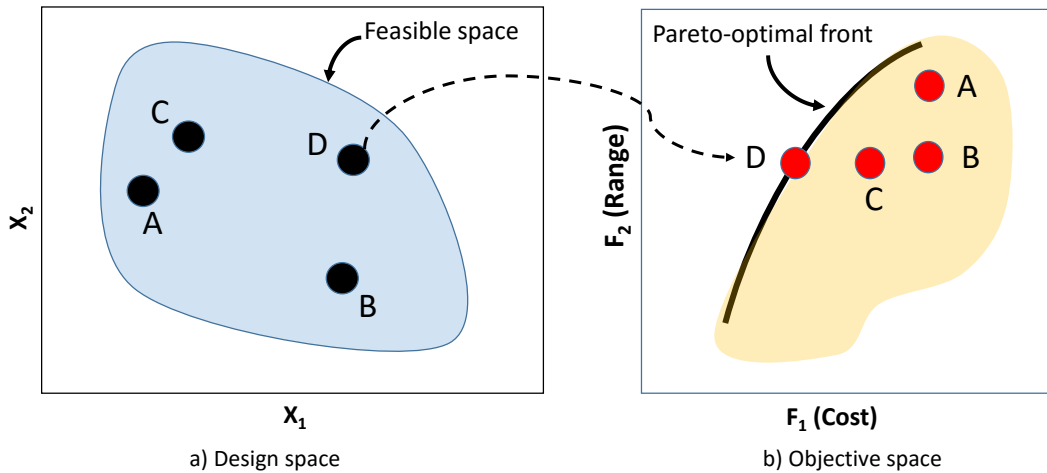 Feasible space
C
D
A
B
X₂
X₁
a) Design space
Pareto-optimal front
A
D
B
C
F₂ (Range)
F₁ (Cost)
b) Objective space